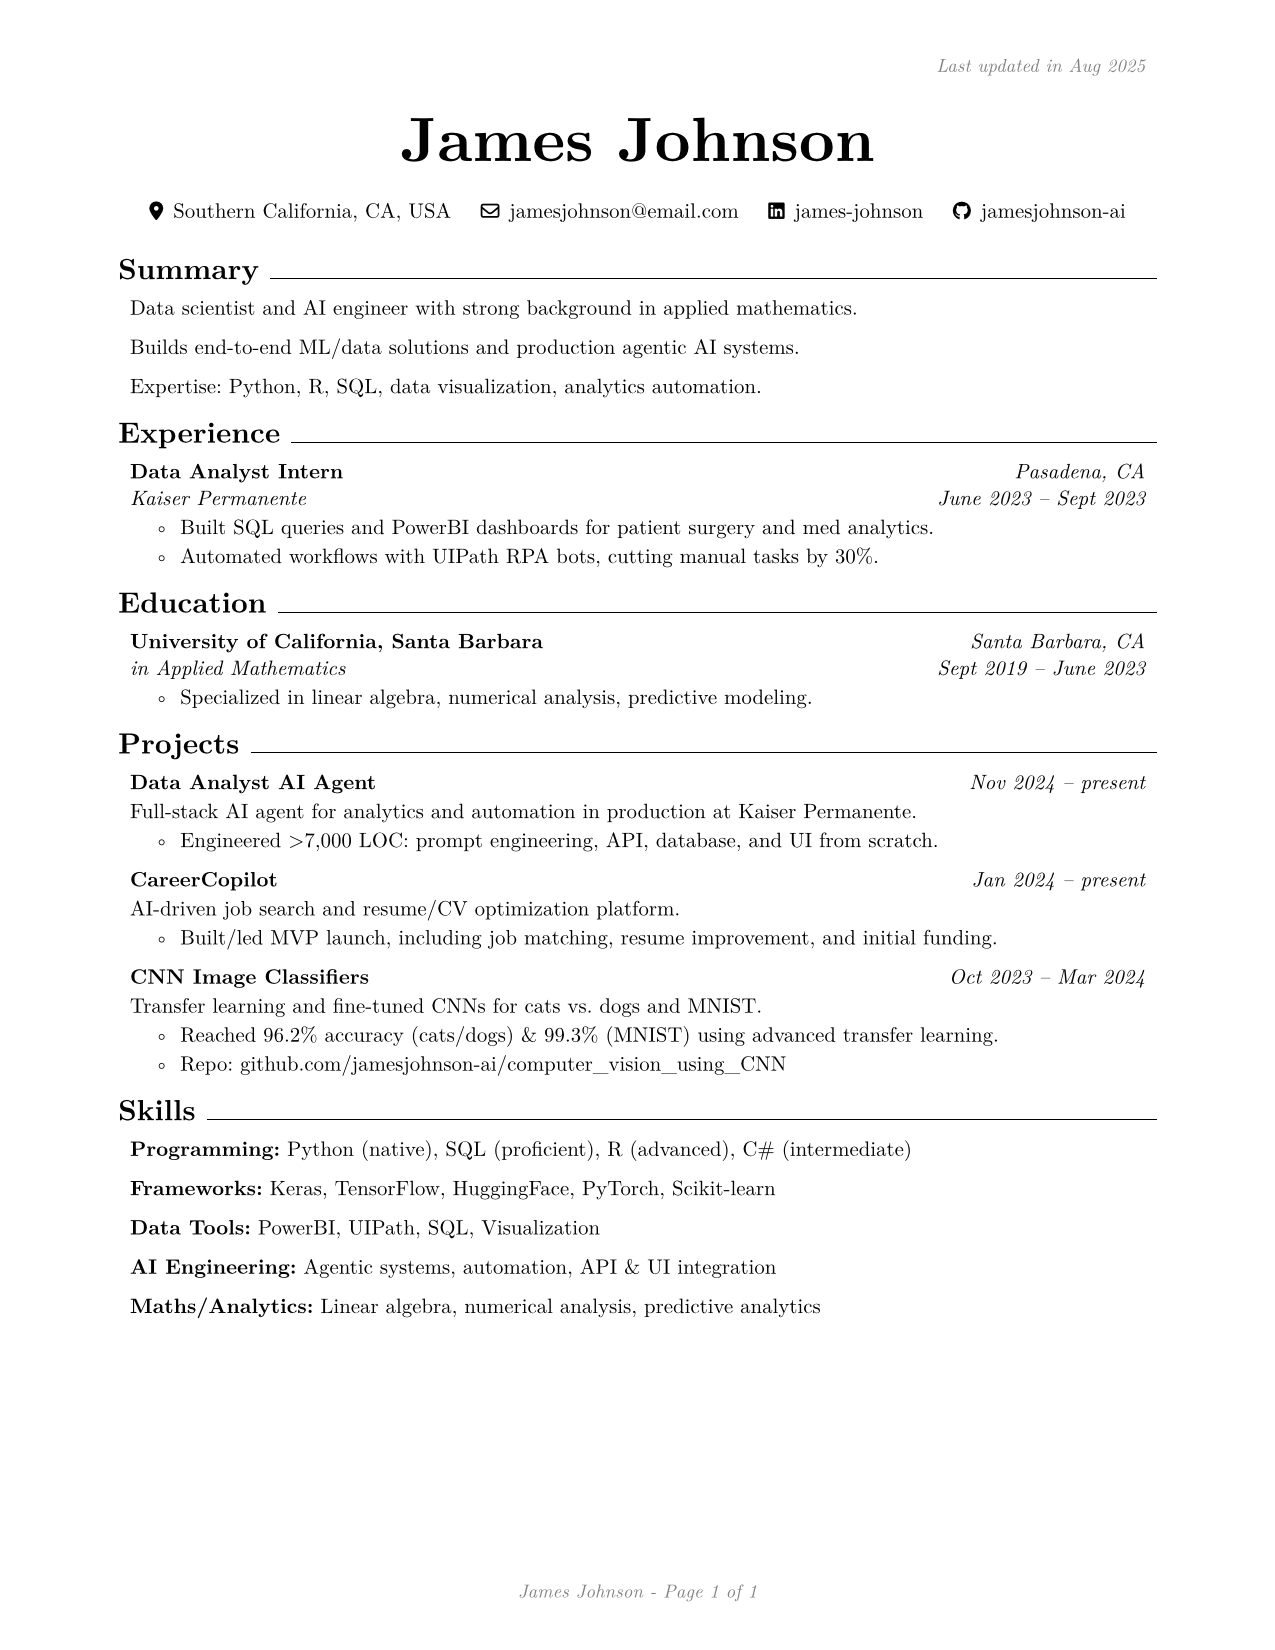 Last updated in Aug 2025
James Johnson
Southern California, CA, USA jamesjohnson@email.com james-johnson jamesjohnson-ai
Summary
Data scientist and AI engineer with strong background in applied mathematics.
Builds end-to-end ML/data solutions and production agentic AI systems.
Expertise: Python, R, SQL, data visualization, analytics automation.
Experience
Data Analyst Intern Pasadena, CA
Kaiser Permanente June 2023 – Sept 2023
◦ Built SQL queries and PowerBI dashboards for patient surgery and med analytics.
◦ Automated workflows with UIPath RPA bots, cutting manual tasks by 30%.
Education
University of California, Santa Barbara Santa Barbara, CA
in Applied Mathematics Sept 2019 – June 2023
◦ Specialized in linear algebra, numerical analysis, predictive modeling.
Projects
Data Analyst AI Agent Nov 2024 – present
Full-stack AI agent for analytics and automation in production at Kaiser Permanente.
◦ Engineered >7,000 LOC: prompt engineering, API, database, and UI from scratch.
CareerCopilot Jan 2024 – present
AI-driven job search and resume/CV optimization platform.
◦ Built/led MVP launch, including job matching, resume improvement, and initial funding.
CNN Image Classifiers Oct 2023 – Mar 2024
Transfer learning and fine-tuned CNNs for cats vs. dogs and MNIST.
◦ Reached 96.2% accuracy (cats/dogs) & 99.3% (MNIST) using advanced transfer learning.
◦ Repo: github.com/jamesjohnson-ai/computer_vision_using_CNN
Skills
Programming: Python (native), SQL (proficient), R (advanced), C# (intermediate)
Frameworks: Keras, TensorFlow, HuggingFace, PyTorch, Scikit-learn
Data Tools: PowerBI, UIPath, SQL, Visualization
AI Engineering: Agentic systems, automation, API & UI integration
Maths/Analytics: Linear algebra, numerical analysis, predictive analytics
James Johnson - Page 1 of 1